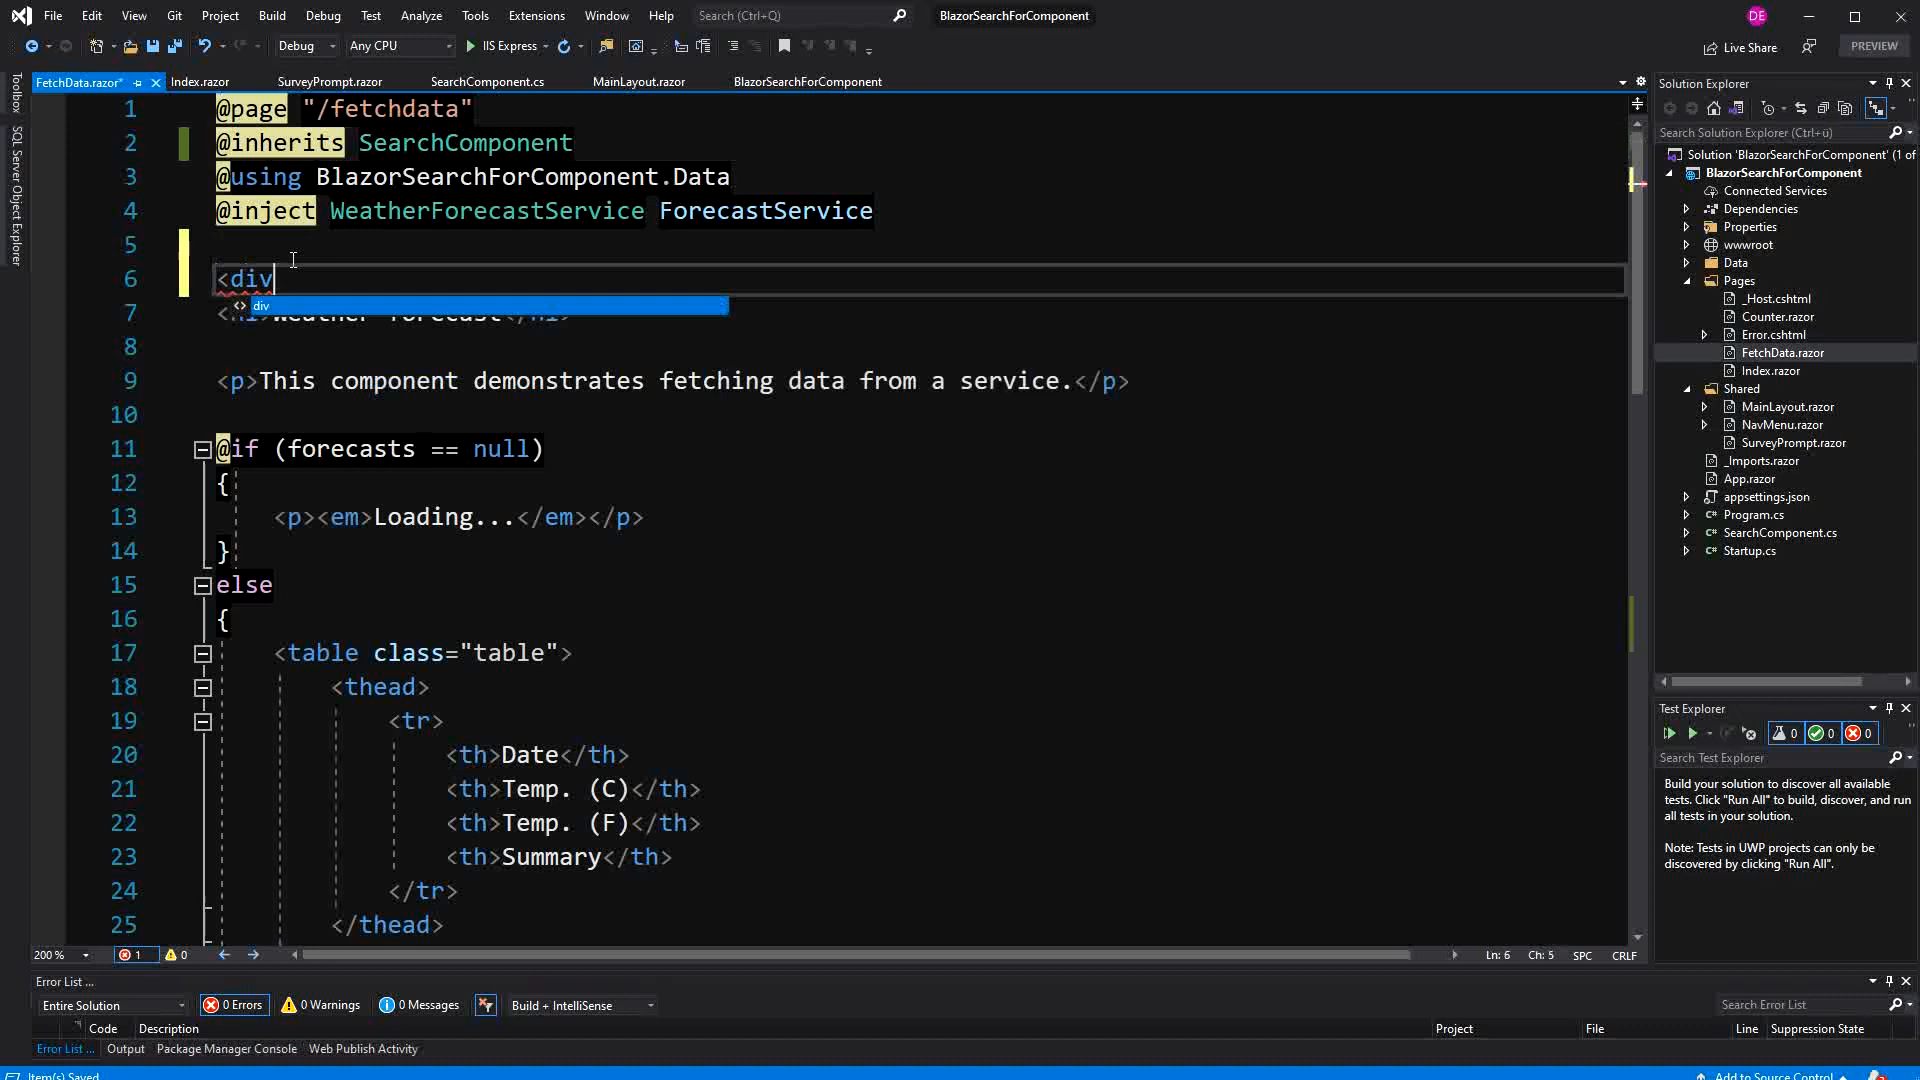 File Edit View Git Project Build Debug Test Analyze Tools Extensions Window Help Search (Ctrl+Q) BlazorSearchForComponent DE
Debug Any CPU IIS Express Live Share PREVIEW
FetchData.razor* Index.razor SurveyPrompt.razor SearchComponent.cs MainLayout.razor BlazorSearchForComponent
Toolbox
SQL Server Object Explorer
1 @page "/fetchdata"
2 @inherits SearchComponent
3 @using BlazorSearchForComponent.Data
4 @inject WeatherForecastService ForecastService
5
6 <div
<> div
7
8
9 <p>This component demonstrates fetching data from a service.</p>
10
11 @if (forecasts == null)
12 {
13 <p><em>Loading...</em></p>
14 }
15 else
16 {
17 <table class="table">
18 <thead>
19 <tr>
20 <th>Date</th>
21 <th>Temp. (C)</th>
22 <th>Temp. (F)</th>
23 <th>Summary</th>
24 </tr>
25 </thead>
200 % 1 0 Ln: 6 Ch: 5 SPC CRLF
Error List ...
Entire Solution 0 Errors 0 Warnings 0 Messages Build + IntelliSense Search Error List
Code Description Project File Line Suppression State
Error List ... Output Package Manager Console Web Publish Activity
Item(s) Saved Add to Source Control
Solution Explorer
Search Solution Explorer (Ctrl+ü)
Solution 'BlazorSearchForComponent' (1 of
BlazorSearchForComponent
Connected Services
Dependencies
Properties
wwwroot
Data
Pages
_Host.cshtml
Counter.razor
Error.cshtml
FetchData.razor
Index.razor
Shared
MainLayout.razor
NavMenu.razor
SurveyPrompt.razor
_Imports.razor
App.razor
appsettings.json
C# Program.cs
C# SearchComponent.cs
C# Startup.cs
Test Explorer
0 0 0
Search Test Explorer
Build your solution to discover all available
tests. Click "Run All" to build, discover, and run
all tests in your solution.
Note: Tests in UWP projects can only be
discovered by clicking "Run All".